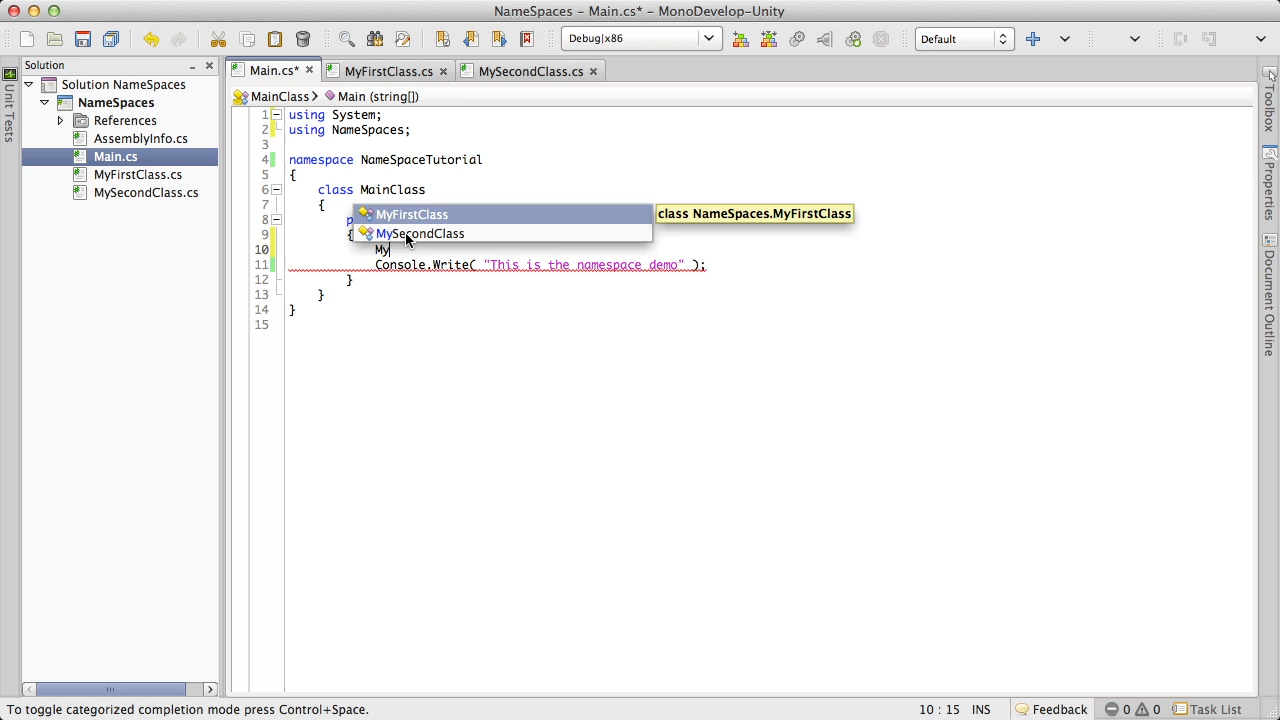 NameSpaces – Main.cs* – MonoDevelop-Unity
Debug|x86
Default
Solution
Main.cs*
MyFirstClass.cs
MySecondClass.cs
Unit Tests
Solution NameSpaces
NameSpaces
References
AssemblyInfo.cs
Main.cs
MyFirstClass.cs
MySecondClass.cs
MainClass
Main (string[])
1 using System;
2 using NameSpaces;
3
4 namespace NameSpaceTutorial
5 {
6 class MainClass
7 {
8 p
9 {
10 My
11 Console.Write( "This is the namespace demo" );
12 }
13 }
14 }
15
MyFirstClass
MySecondClass
class NameSpaces.MyFirstClass
Toolbox
Properties
Document Outline
To toggle categorized completion mode press Control+Space.
10 : 15 INS
Feedback
0 0
Task List